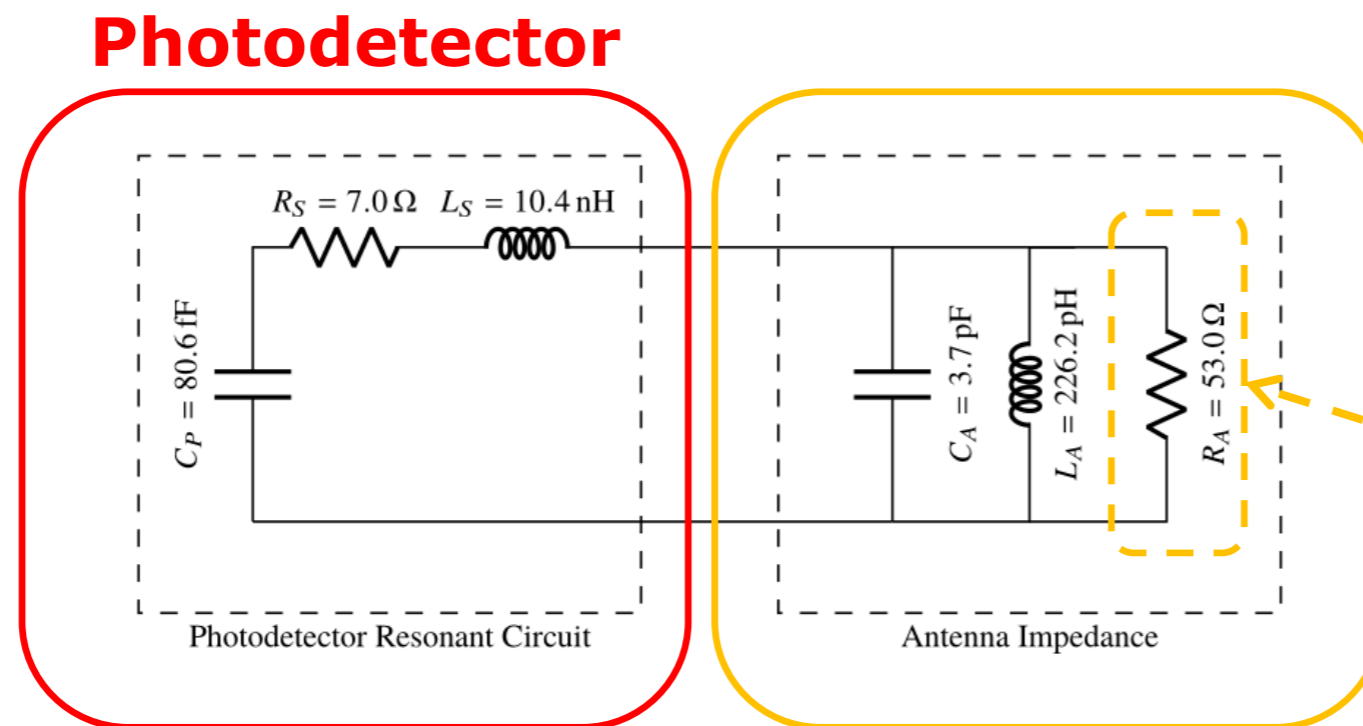 Photodetector
R_S = 7.0 Ω L_S = 10.4 nH
C_P = 80.6 fF
C_A = 3.7 pF
L_A = 226.2 pH
R_A = 53.0 Ω
Photodetector Resonant Circuit
Antenna Impedance